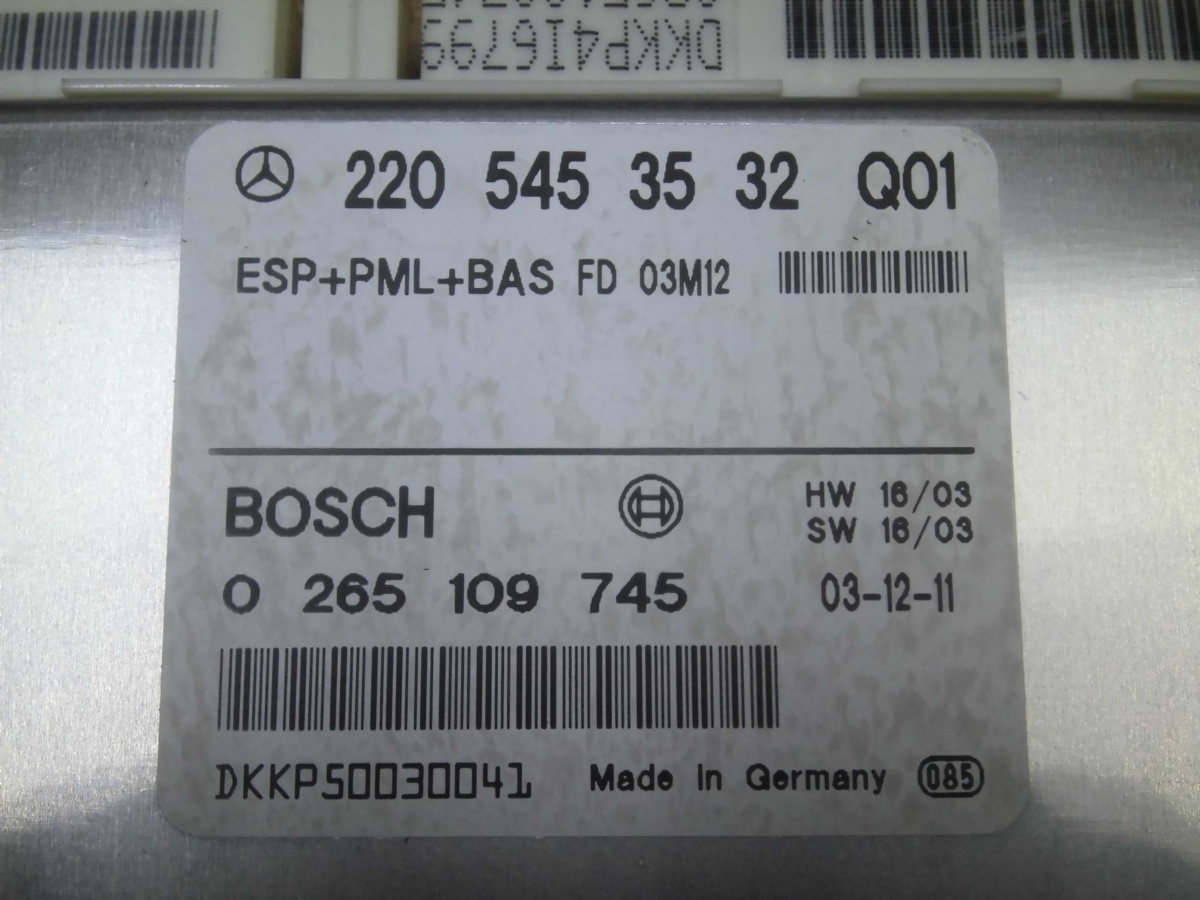 DKKP4I6799
220 545 35 32 Q01
ESP+PML+BAS FD 03M12
BOSCH
HW 16/03
SW 16/03
0 265 109 745
03-12-11
DKKP50030041
Made in Germany 085